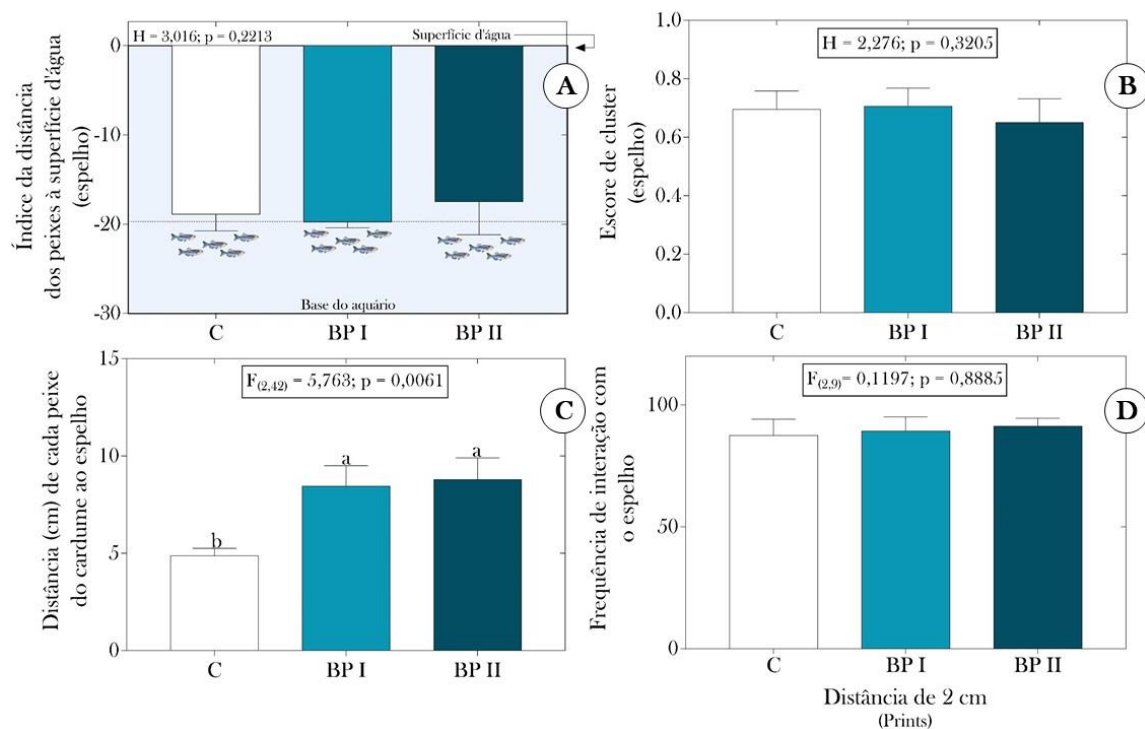 H = 3,016; p = 0,2213
Superfície d'água
A
Índice da distância
dos peixes à superfície d'água
(espelho)
0
-10
-20
-30
Base do aquário
C
BP I
BP II
H = 2,276; p = 0,3205
B
Escore de cluster
(espelho)
1.0
0.8
0.6
0.4
0.2
0.0
C
BP I
BP II
F(2,42) = 5,763; p = 0,0061
C
Distância (cm) de cada peixe
do cardume ao espelho
15
10
5
0
b
a
a
C
BP I
BP II
F(2,9)= 0,1197; p = 0,8885
D
Frequência de interação com
o espelho
100
50
0
C
BP I
BP II
Distância de 2 cm
(Prints)